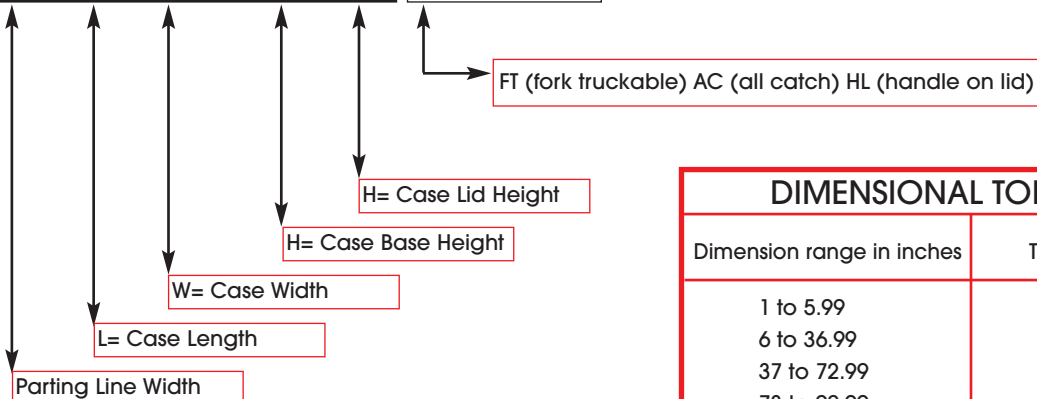 FT (fork truckable) AC (all catch) HL (handle on lid)
H= Case Lid Height
H= Case Base Height
W= Case Width
L= Case Length
Parting Line Width
DIMENSIONAL
Dimension range in inches
1 to 5.99
6 to 36.99
37 to 72.99